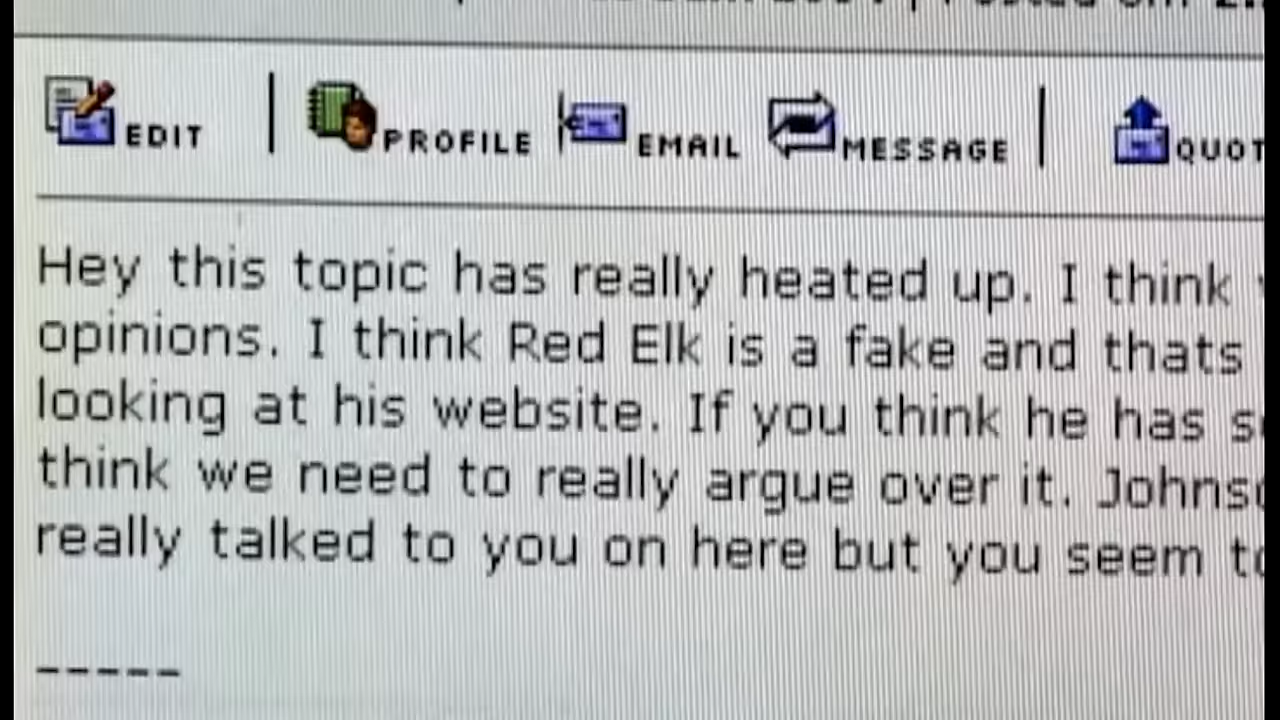 EDIT | PROFILE EMAIL MESSAGE |
Hey this topic has really heated up. I think
opinions. I think Red Elk is a fake and thats
looking at his website. If you think he has
think we need to really argue over it.
really talked to you on here but you seem
-----